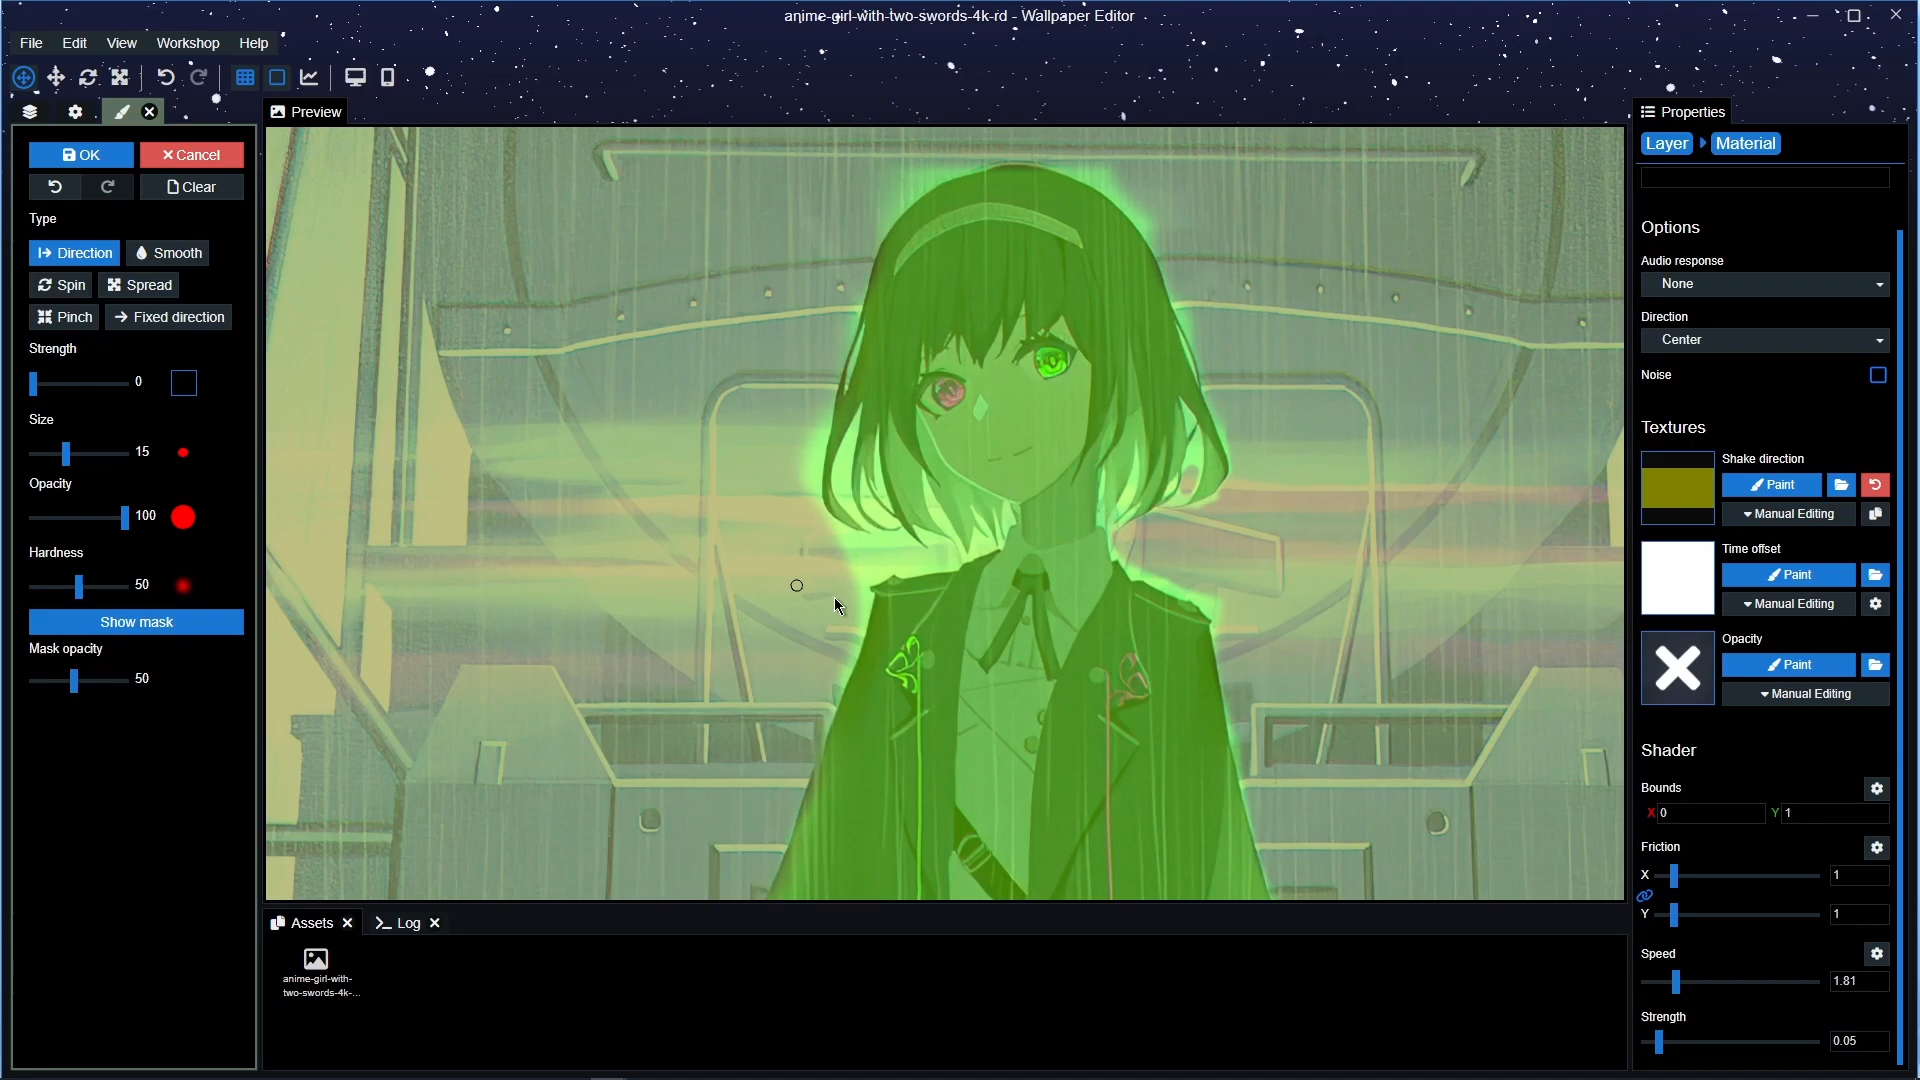 anime-girl-with-two-swords-4k-rd - Wallpaper Editor
File Edit View Workshop Help
Preview
Properties
OK Cancel
Clear
Type
Direction Smooth
Spin Spread
Pinch Fixed direction
Strength
0
Size
15
Opacity
100
Hardness
50
Show mask
Mask opacity
50
Assets Log
anime-girl-with-
two-swords-4k-...
Layer Material
Options
Audio response
None
Direction
Center
Noise
Textures
Shake direction
Paint
Manual Editing
Time offset
Paint
Manual Editing
Opacity
Paint
Manual Editing
Shader
Bounds
X 0 Y 1
Friction
X 1
Y 1
Speed
1.81
Strength
0.05